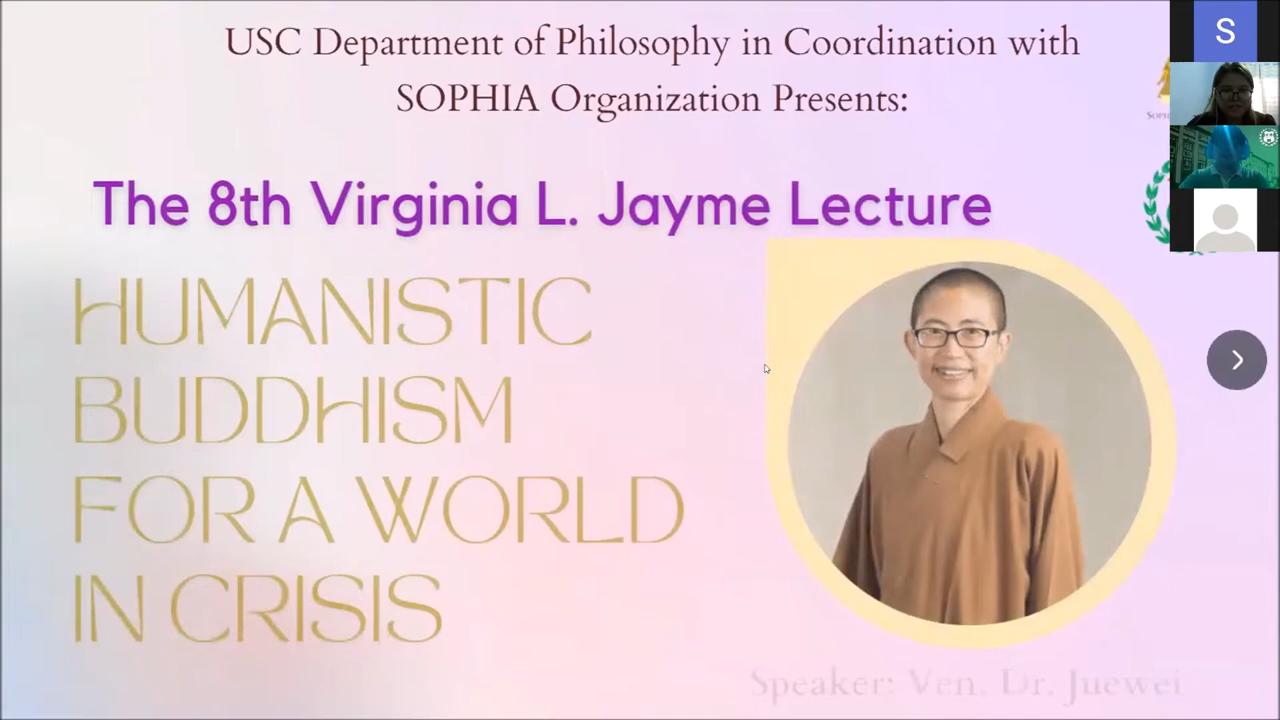 USC Department of Philosophy in Coordination with
SOPHIA Organization Presents:
S
The 8th Virginia L. Jayme Lecture
HUMANISTIC
BUDDHISM
FOR A WORLD
IN CRISIS
Speaker: Ven. Dr. Juewei